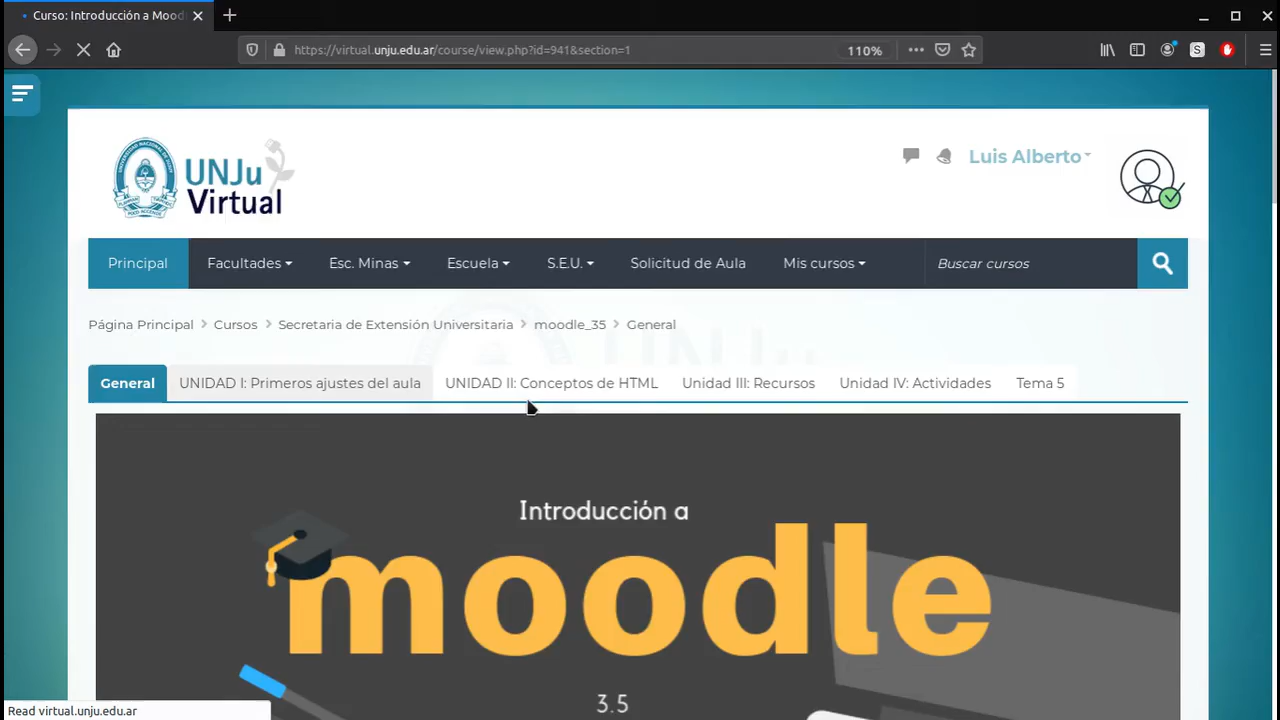 Curso: Introducción a Mood
https://virtual.unju.edu.ar/course/view.php?id=941&section=1
110%
S
UNJu
Virtual
Luis Alberto
Principal
Facultades
Esc. Minas
Escuela
S.E.U.
Solicitud de Aula
Mis cursos
Buscar cursos
Página Principal > Cursos > Secretaria de Extensión Universitaria > moodle_35 > General
General
UNIDAD I: Primeros ajustes del aula
UNIDAD II: Conceptos de HTML
Unidad III: Recursos
Unidad IV: Actividades
Tema 5
Introducción a
moodle
3.5
Read virtual.unju.edu.ar